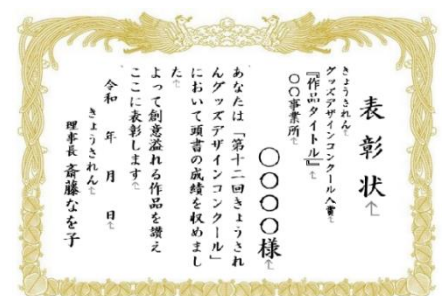 表彰状
きょうされん
グッズデザインコンクール入賞
『作品タイトル』
〇〇事業所
〇〇〇〇様
あなたは「第十二回きょうされ
んグッズデザインコンクール」
において頭書の成績を収めまし
た
よって創意溢れる作品を讃え
ここに表彰します
令和　年　月　日
きょうされん
理事長 斎藤なを子